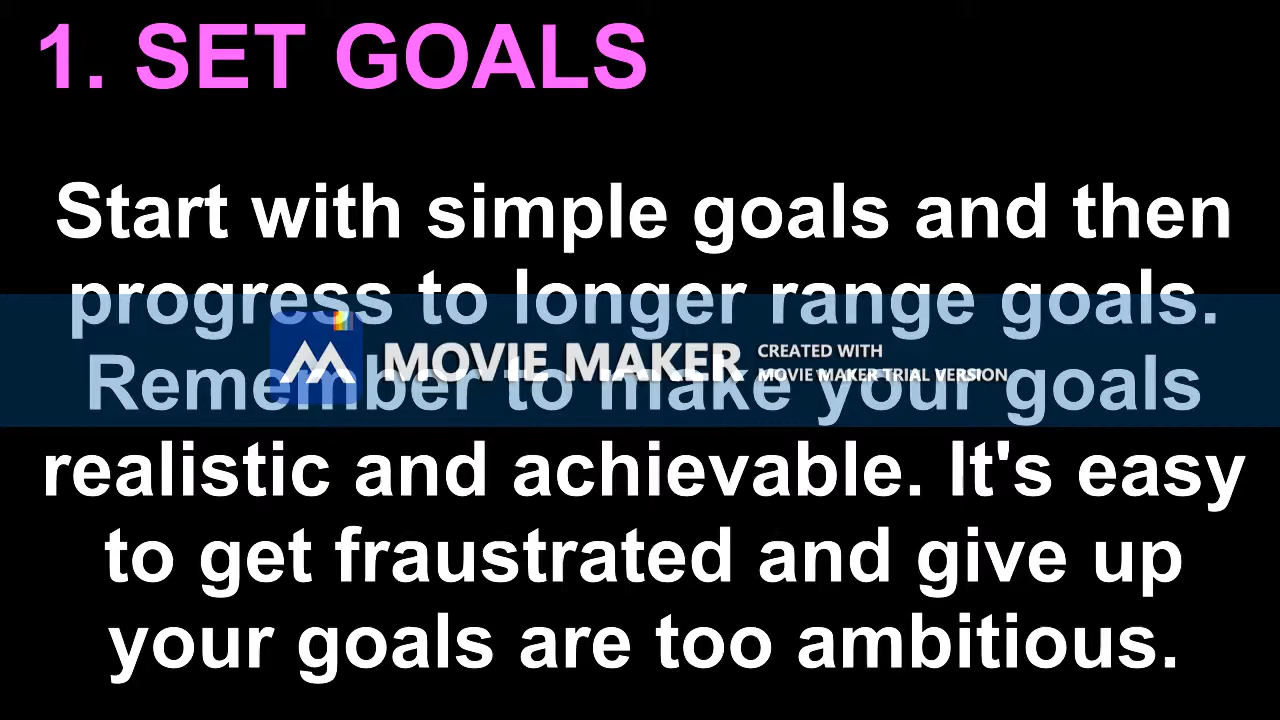 1. SET GOALS
Start with simple goals and then
progress to longer range goals.
MOVIE MAKER
CREATED WITH
MOVIE MAKER TRIAL VERSION
Remember to make your goals
realistic and achievable. It's easy
to get fraustrated and give up
your goals are too ambitious.